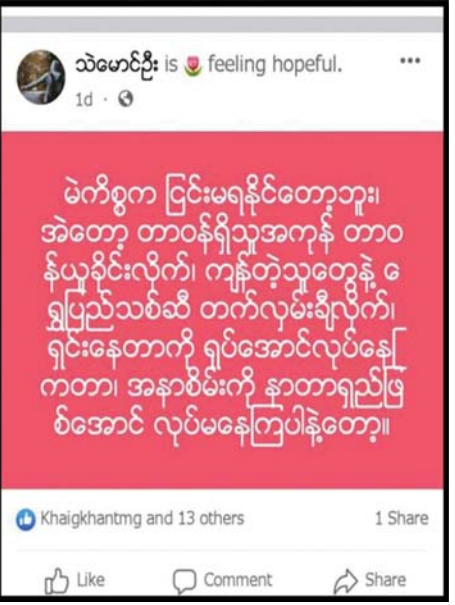 သဲမောင်ဦး is feeling hopeful.
1d ·
မဲကိစ္စက ငြင်းမရနိုင်တော့ဘူး၊
အဲတော့ တာဝန်ရှိသူအကုန် တာဝ
န်ယူခိုင်းလိုက်၊ ကျန်တဲ့သူတွေနဲ့ ရွှေ
ရွှပြည်သစ်ဆီ တက်လှမ်းချီလိုက်၊
ရှင်းနေတာကို ရှုပ်အောင်လုပ်နေကြ
ကတာ၊ အနာစိမ်းကို နာတာရှည်ဖြ
စ်အောင် လုပ်မနေကြပါနဲ့တော့။
Khaigkhantmg and 13 others 1 Share
Like Comment Share